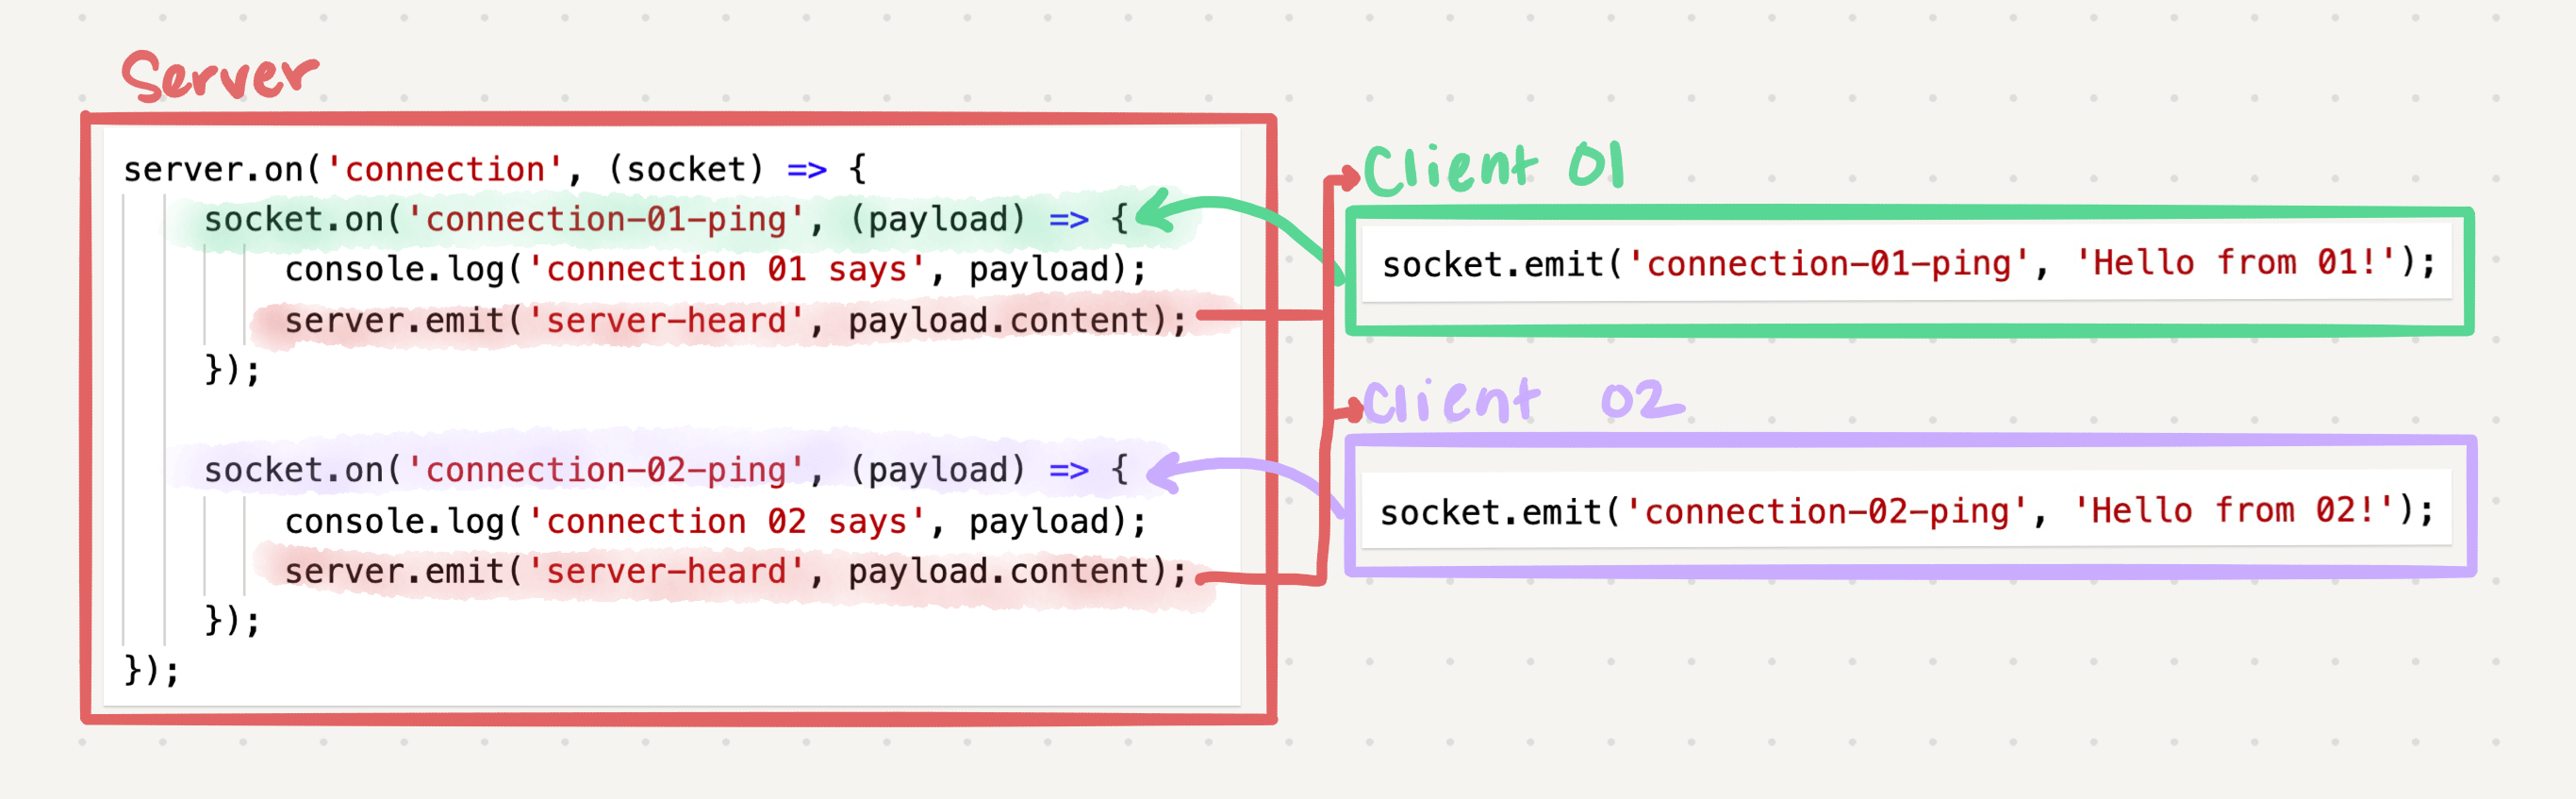 Server
server.on('connection', (socket) => {
socket.on('connection-01-ping', (payload) => {
console.log('connection 01 says', payload);
server.emit('server-heard', payload.content);
});
socket.on('connection-02-ping', (payload) => {
console.log('connection 02 says', payload);
server.emit('server-heard', payload.content);
});
});
Client 01
socket.emit('connection-01-ping', 'Hello from 01!');
Client 02
socket.emit('connection-02-ping', 'Hello from 02!');